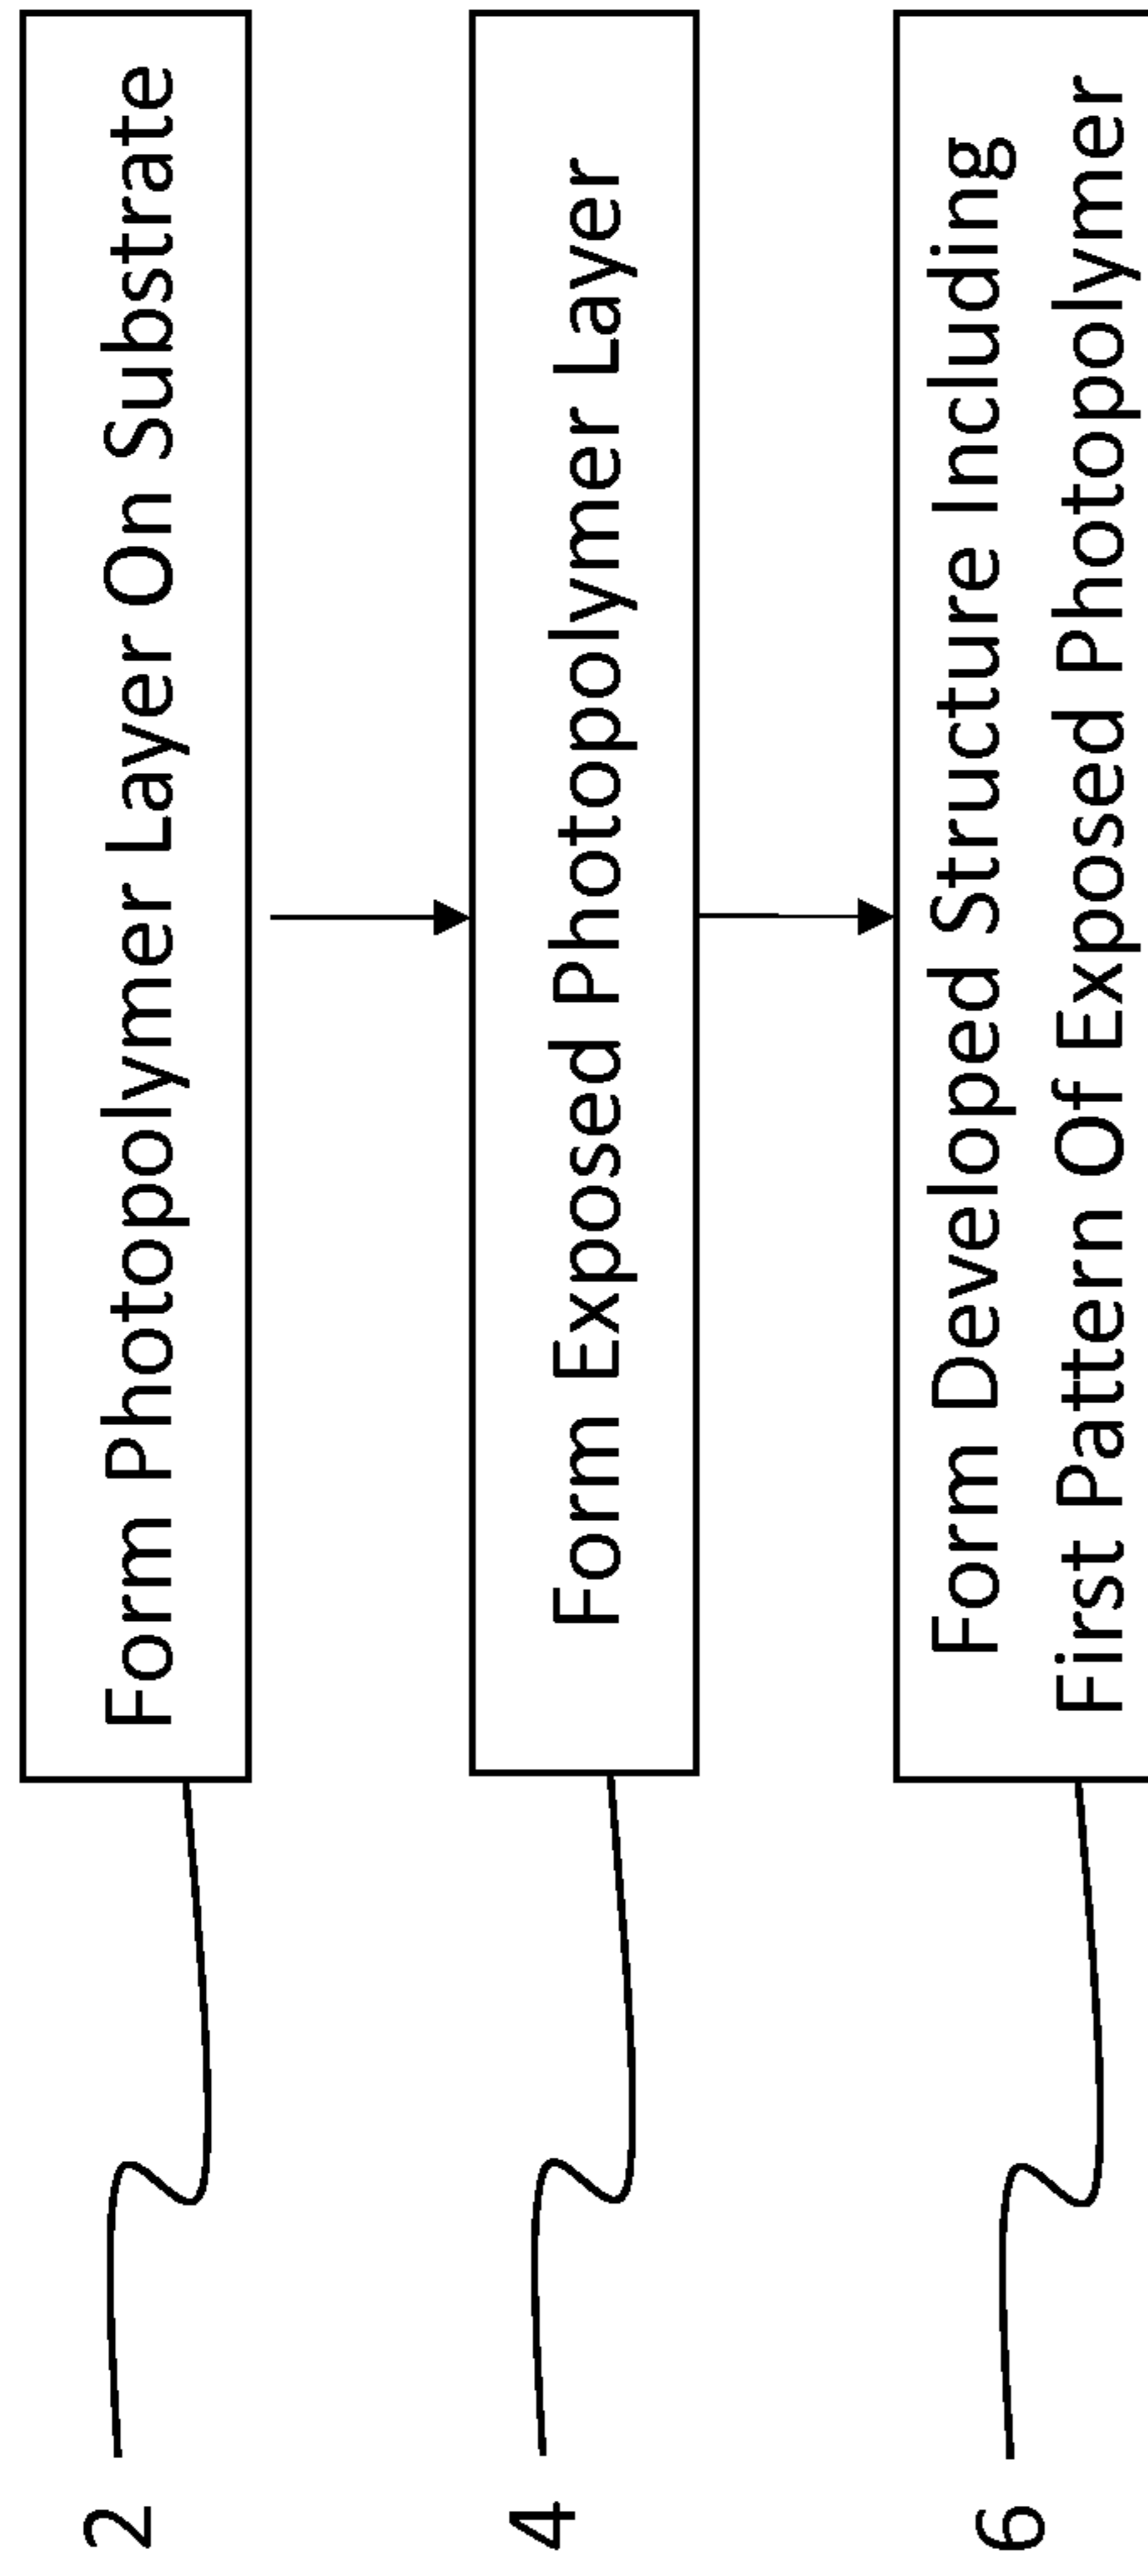 2
Form Photopolymer Layer On Substrate
4
Form Exposed Photopolymer Layer
6
Form Developed Structure Including
First Pattern Of Exposed Photopolymer